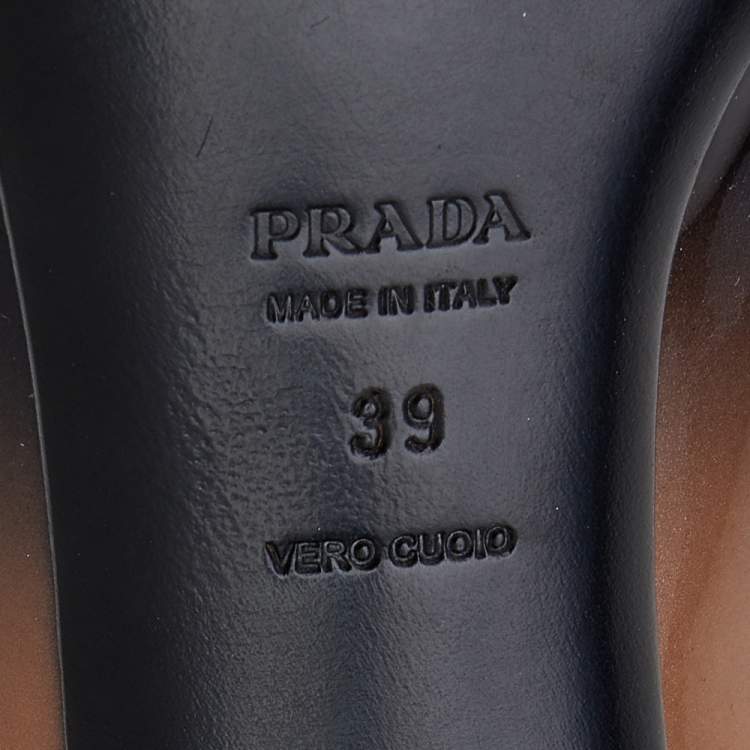 PRADA
MADE IN ITALY
39
VERO CUOIO